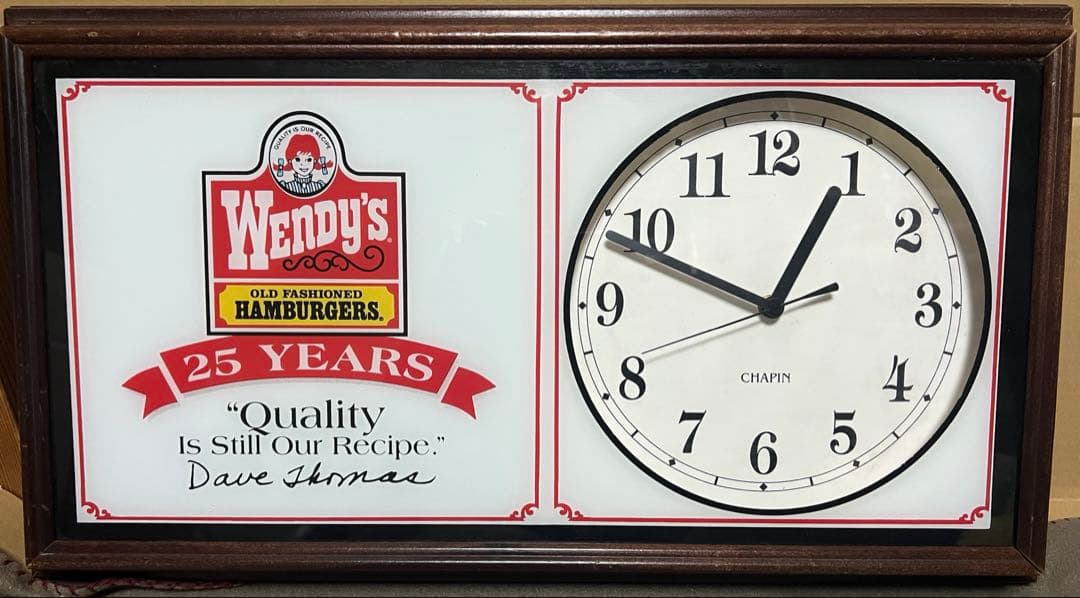 QUALITY IS OUR RECIPE
WENDY'S®
OLD FASHIONED
HAMBURGERS®
25 YEARS
“Quality
Is Still Our Recipe.”
Dave Thomas
12
1
2
3
4
5
6
7
8
9
10
11
CHAPIN